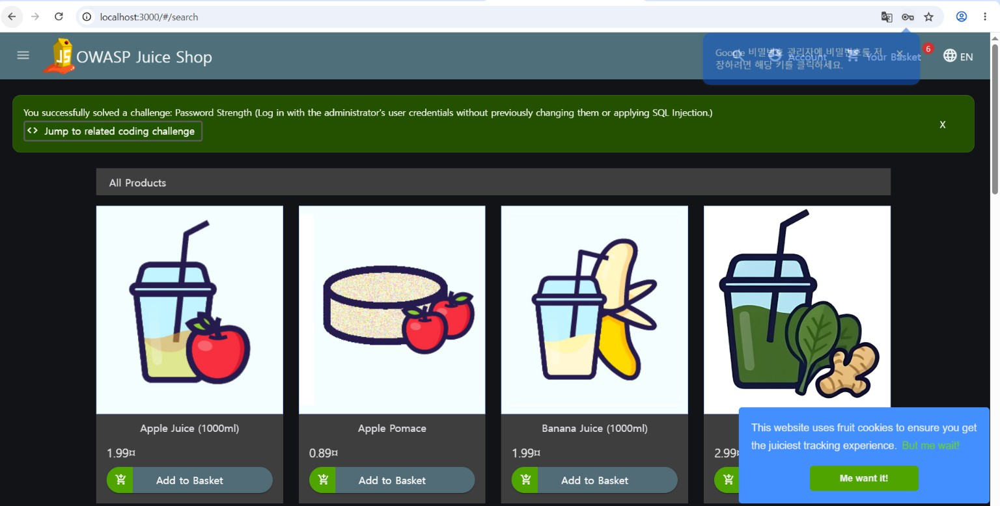 localhost:3000/#/search
OWASP Juice Shop
Google 비밀번호 관리자에 비밀번호를 저
장하려면 해당 키를 클릭하세요.
Account
Your Basket
6
EN
You successfully solved a challenge: Password Strength (Log in with the administrator's user credentials without previously changing them or applying SQL Injection.)
<> Jump to related coding challenge
X
All Products
JS
Apple Juice (1000ml)
Apple Pomace
Banana Juice (1000ml)
1.99¤
0.89¤
1.99¤
2.99¤
Add to Basket
Add to Basket
Add to Basket
This website uses fruit cookies to ensure you get
the juiciest tracking experience. But me wait!
Me want it!